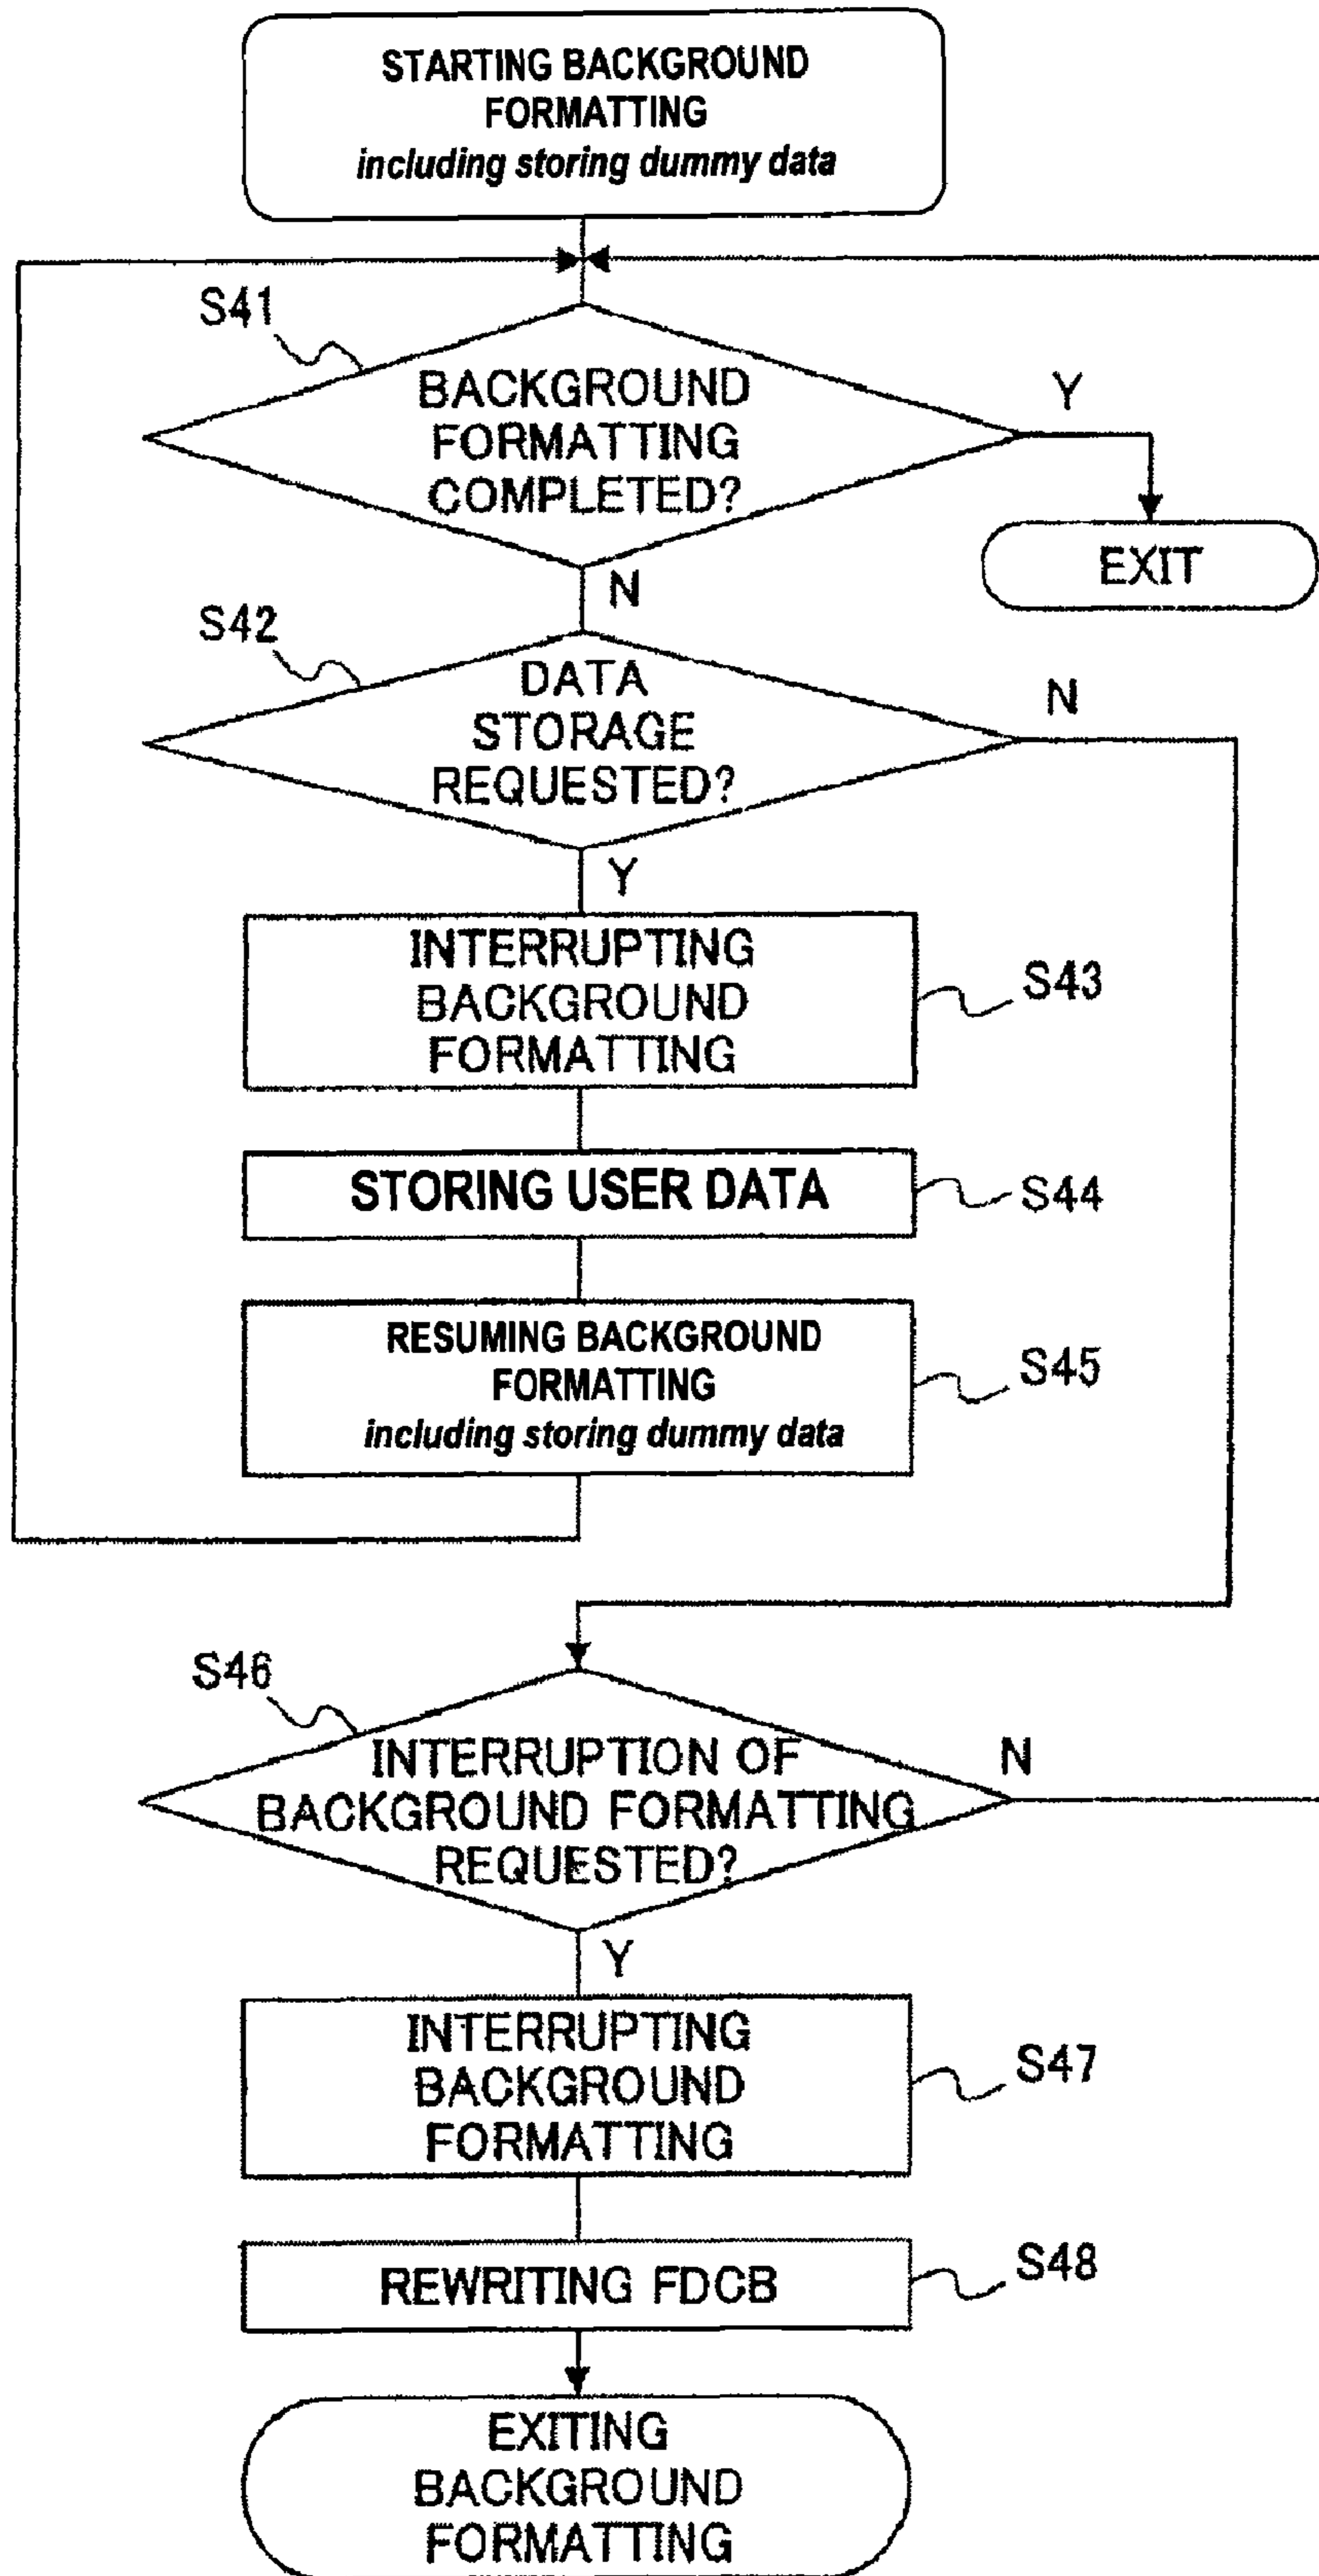 STARTING BACKGROUND
FORMATTING
including storing dummy data
S41
BACKGROUND
FORMATTING
COMPLETED?
Y
EXIT
N
S42
DATA
STORAGE
REQUESTED?
N
Y
INTERRUPTING
BACKGROUND
FORMATTING
S43
STORING USER DATA
S44
RESUMING BACKGROUND
FORMATTING
including storing dummy data
S45
S46
INTERRUPTION OF
BACKGROUND FORMATTING
REQUESTED?
N
Y
INTERRUPTING
BACKGROUND
FORMATTING
S47
REWRITING FDCB
S48
EXITING
BACKGROUND
FORMATTING